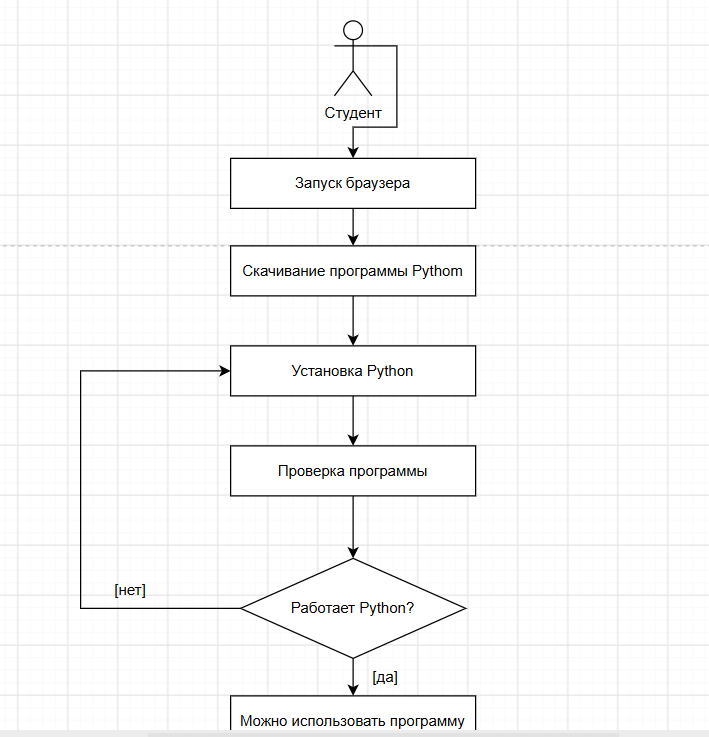 Студент
Запуск браузера
Скачивание программы Pythom
Установка Python
Проверка программы
[нет]
Работает Python?
[да]
Можно использовать программу